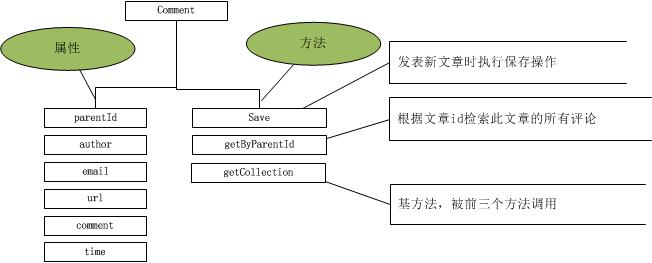 Comment
属性
方法
发表新文章时执行保存操作
parentId
Save
根据文章id检索此文章的所有评论
author
getByParentId
email
getCollection
url
基方法，被前三个方法调用
comment
time